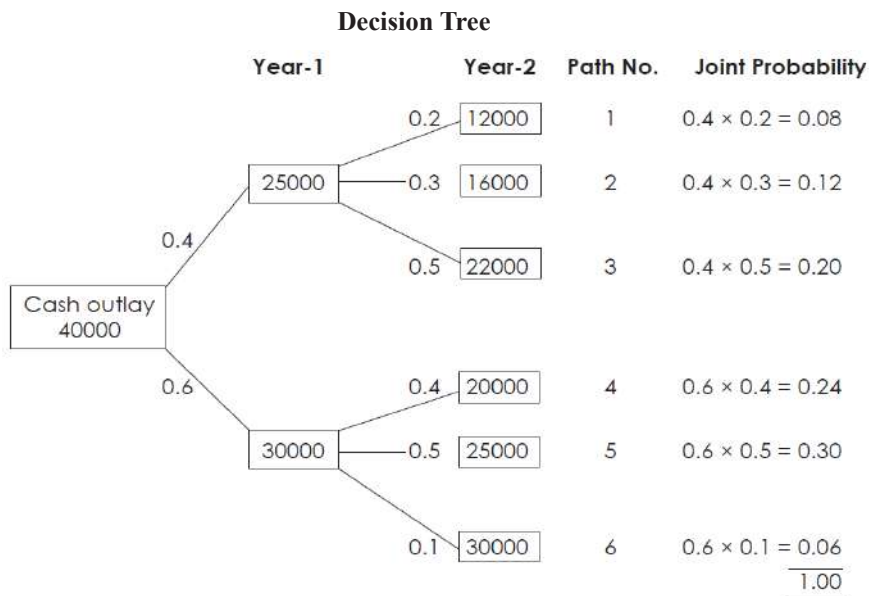 Decision Tree
Year-1 Year-2 Path No. Joint Probability
0.2 12000 1 0.4 × 0.2 = 0.08
25000 0.3 16000 2 0.4 × 0.3 = 0.12
0.4
0.5 22000 3 0.4 × 0.5 = 0.20
Cash outlay
40000
0.6 0.4 20000 4 0.6 × 0.4 = 0.24
30000 0.5 25000 5 0.6 × 0.5 = 0.30
0.1 30000 6 0.6 × 0.1 = 0.06
1.00